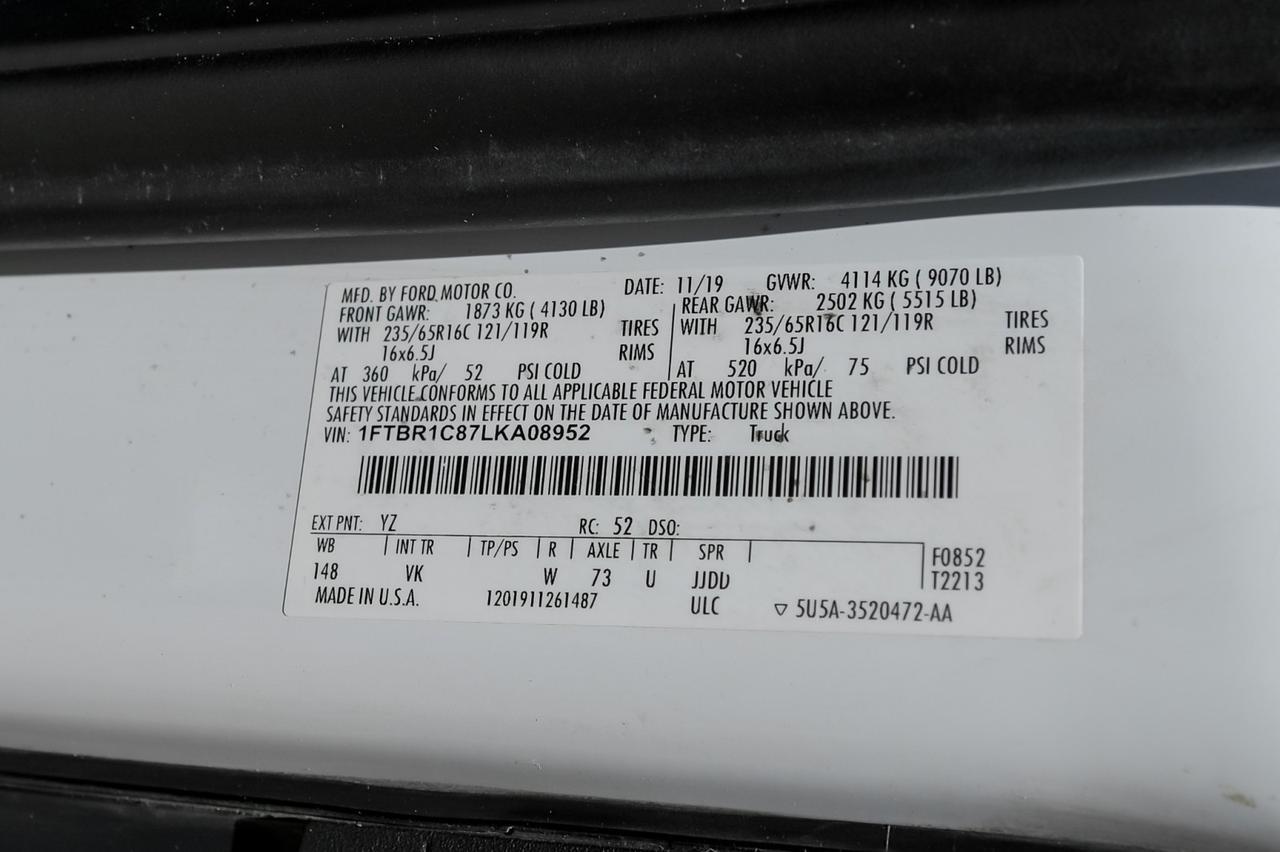 MFD. BY FORD MOTOR CO. DATE: 11/19 GVWR: 4114 KG ( 9070 LB)
FRONT GAWR: 1873 KG ( 4130 LB) REAR GAWR: 2502 KG ( 5515 LB)
WITH 235/65R16C 121/119R TIRES WITH 235/65R16C 121/119R TIRES
16x6.5J RIMS 16x6.5J RIMS
AT 360 kPa/ 52 PSI COLD AT 520 kPa/ 75 PSI COLD
THIS VEHICLE CONFORMS TO ALL APPLICABLE FEDERAL MOTOR VEHICLE
SAFETY STANDARDS IN EFFECT ON THE DATE OF MANUFACTURE SHOWN ABOVE.
VIN: 1FTBR1C87LKA08952 TYPE: Truck
EXT PNT: YZ RC: 52 DSO:
WB INT TR TP/PS R AXLE TR SPR F0852
148 VK W 73 U JJDD T2213
MADE IN U.S.A. 1201911261487 ULC ▽ 5U5A-3520472-AA